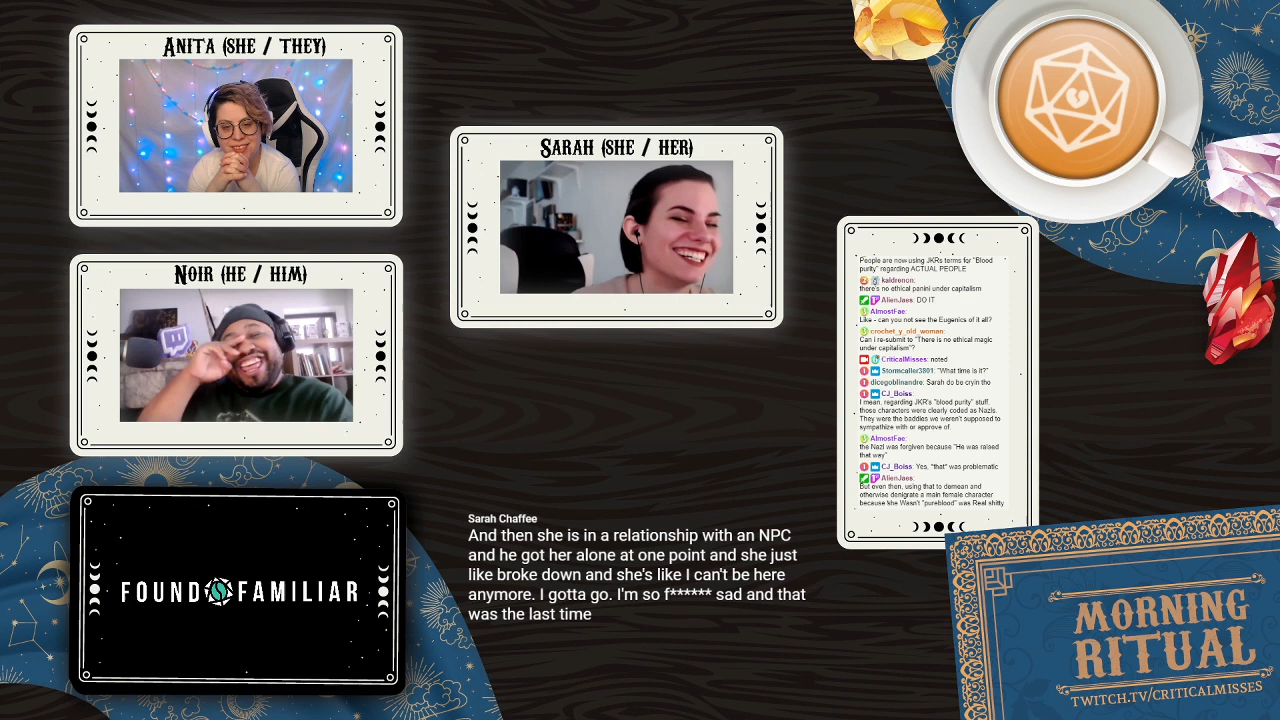 Anita (she / they)
Sarah (she / her)
Noir (he / him)
People are now using JKRs terms for "Blood
purity" regarding ACTUAL PEOPLE
kaldronon:
there's no ethical panini under capitalism
AlienJaes: DO IT
AlmostFae:
Like - can you not see the Eugenics of it all?
crochet_y_old_woman:
Can I re-submit to "There is no ethical magic
under capitalism"?
CriticalMisses: noted
Stormcaller3801: "What time is it?"
dicegoblinandre: Sarah do be cryin tho
CJ_Boiss:
I mean, regarding JKR's "blood purity" stuff,
those characters were clearly coded as Nazis.
They were the baddies we weren't supposed to
sympathize with or approve of.
AlmostFae:
the Nazi was forgiven because "He was raised
that way"
CJ_Boiss: Yes, *that* was problematic
AlienJaes:
But even then, using that to demean and
otherwise denigrate a main female character
because she Wasn't "pureblood" was Real shitty
FOUND FAMILIAR
Sarah Chaffee
And then she is in a relationship with an NPC
and he got her alone at one point and she just
like broke down and she's like I can't be here
anymore. I gotta go. I'm so f****** sad and that
was the last time
MORNING
RITUAL
TWITCH.TV/CRITICALMISSES